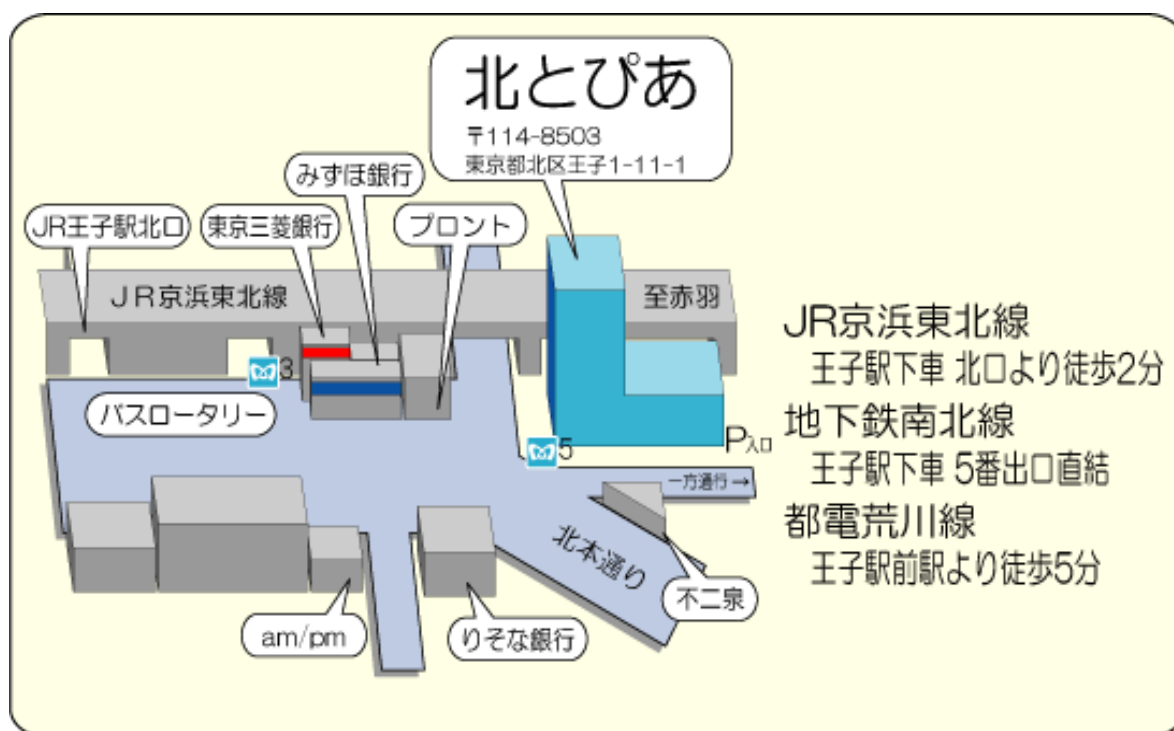 北とぴあ
〒114-8503
東京都北区王子1-11-1
みずほ銀行
JR王子駅北口
東京三菱銀行
プロント
JR京浜東北線
至赤羽
3
バスロータリー
5
P入口
一方通行→
北本通り
不二泉
am/pm
りそな銀行
JR京浜東北線
王子駅下車 北口より徒歩2分
地下鉄南北線
王子駅下車 5番出口直結
都電荒川線
王子駅前駅より徒歩5分